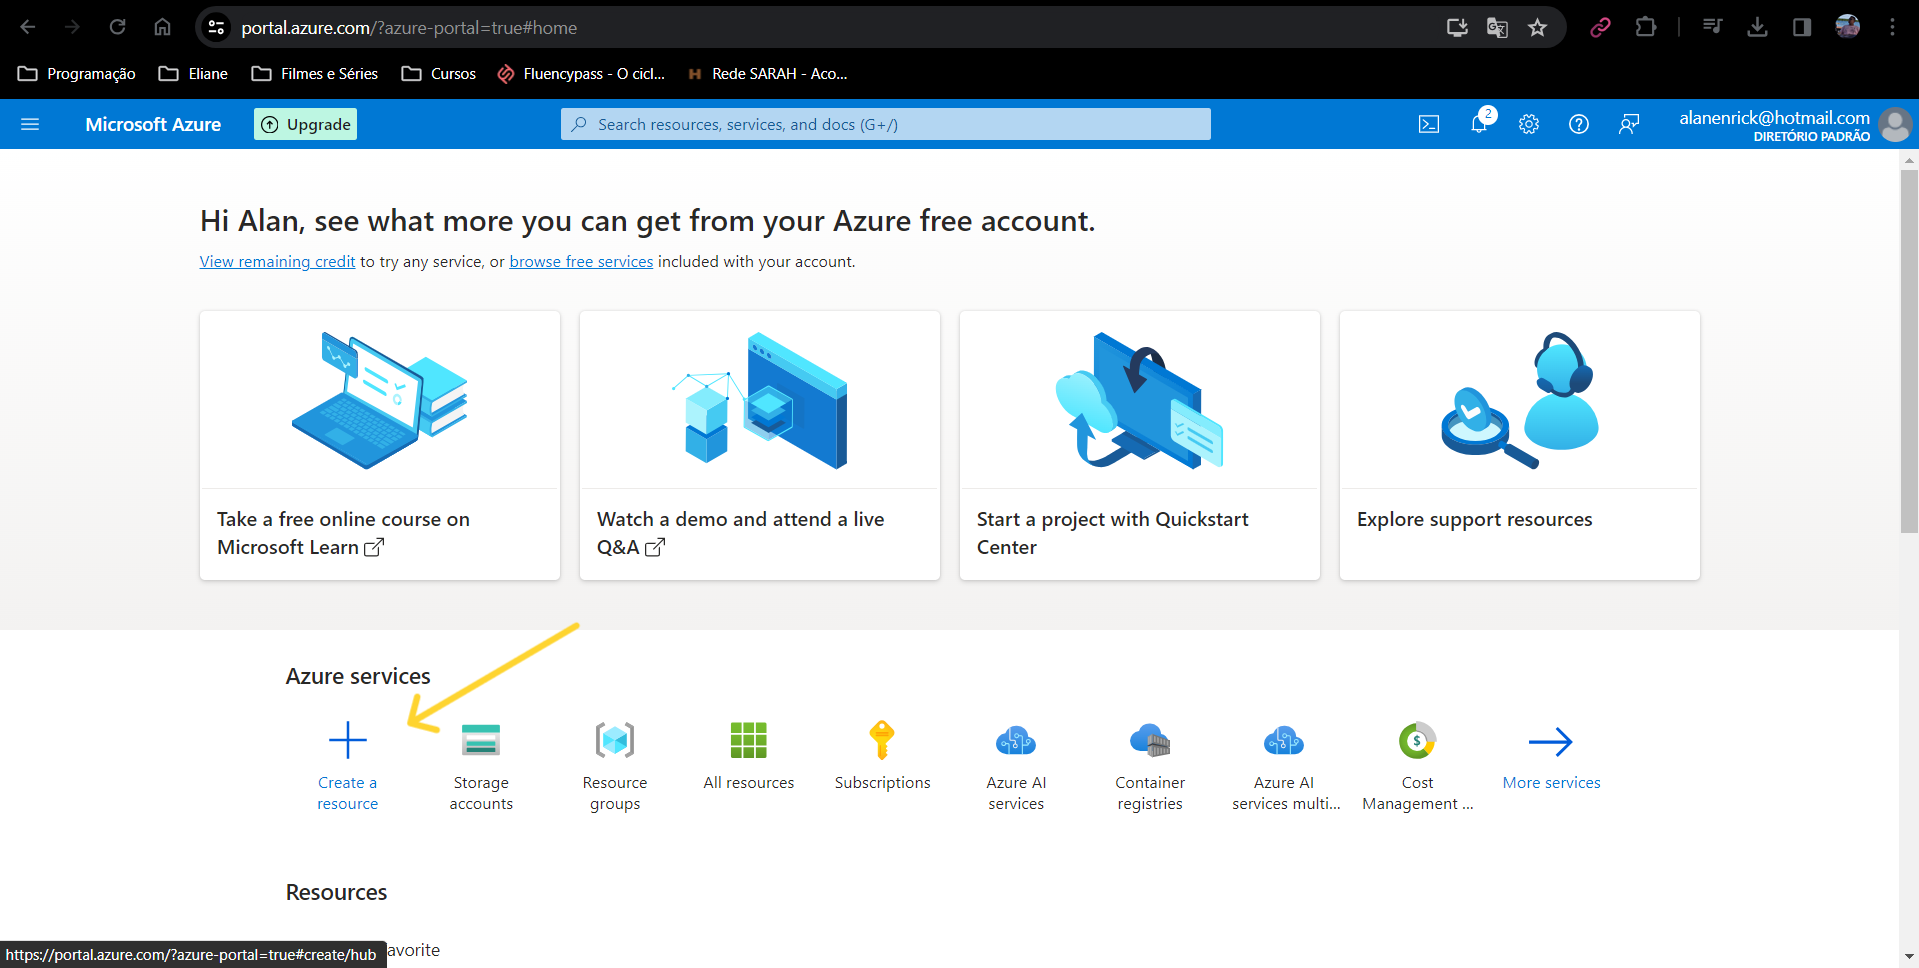 portal.azure.com/?azure-portal=true#home
Programação
Eliane
Filmes e Séries
Cursos
Fluencypass - O cicl...
Rede SARAH - Aco...
Microsoft Azure
Upgrade
Search resources, services, and docs (G+/)
2
alanenrick@hotmail.com
DIRETÓRIO PADRÃO
Hi Alan, see what more you can get from your Azure free account.
View remaining credit to try any service, or browse free services included with your account.
Take a free online course on
Microsoft Learn
Watch a demo and attend a live
Q&A
Start a project with Quickstart
Center
Explore support resources
Azure services
Create a
resource
Storage
accounts
Resource
groups
All resources
Subscriptions
Azure AI
services
Container
registries
Azure AI
services multi...
Cost
Management ...
More services
Resources
avorite
https://portal.azure.com/?azure-portal=true#create/hub